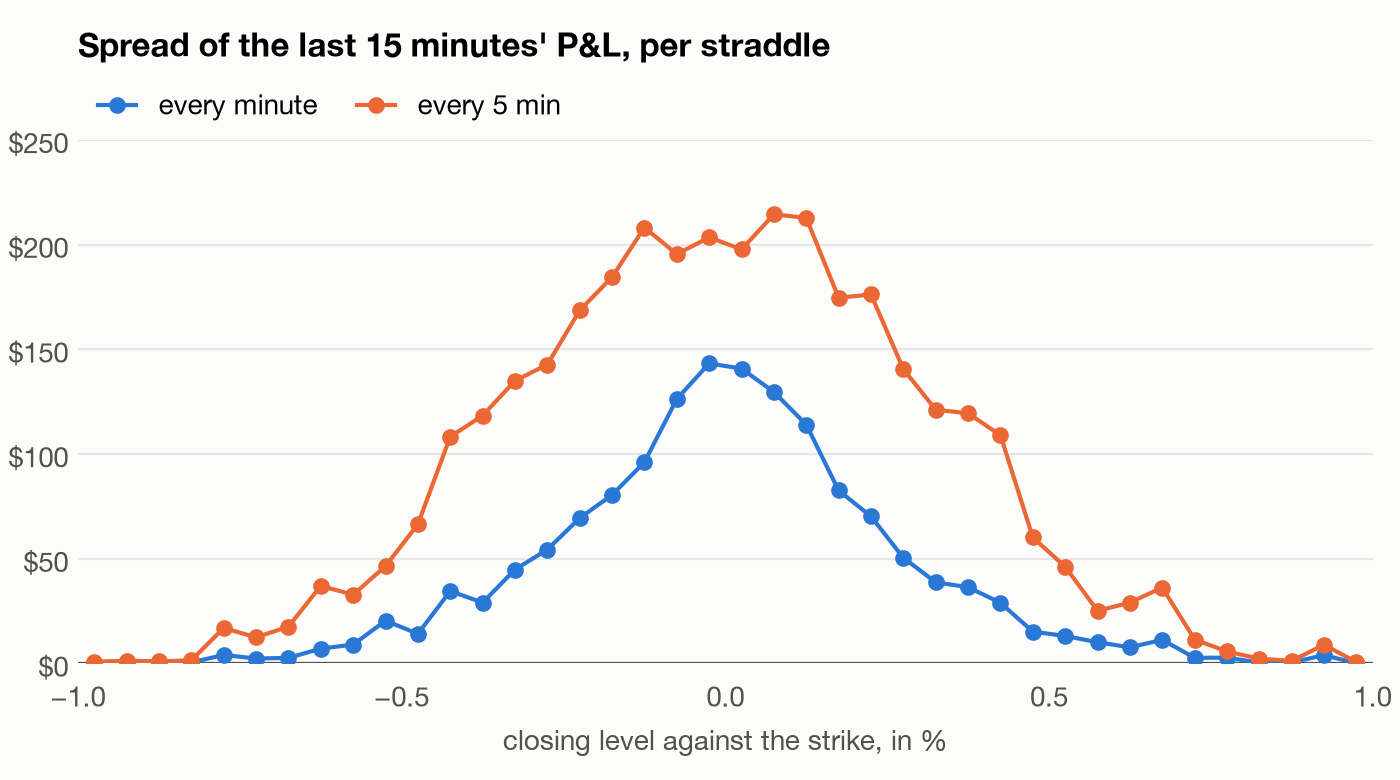 Spread of the last 15 minutes' P&L, per straddle
every minute every 5 min
$250
$200
$150
$100
$50
$0
−1.0 −0.5 0.0 0.5 1.0
closing level against the strike, in %